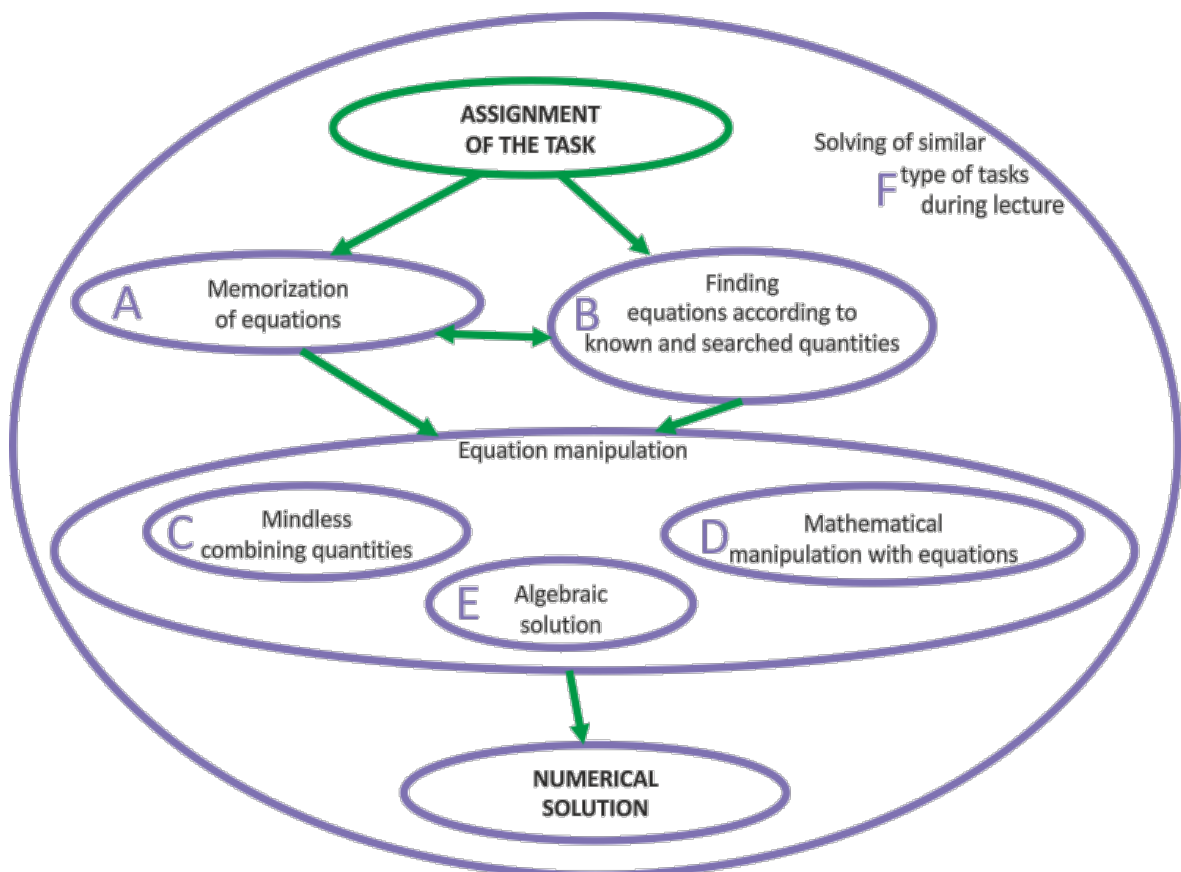 ASSIGNMENT
OF THE TASK
Solving of similar
F type of tasks
during lecture
A
Memorization
of equations
B
Finding
equations according to
known and searched quantities
Equation manipulation
C
Mindless
combining quantities
D
Mathematical
manipulation with equations
E
Algebraic
solution
NUMERICAL
SOLUTION